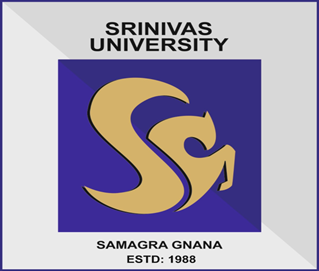 SRINIVAS
UNIVERSITY
SAMAGRA GNANA
ESTD: 1988